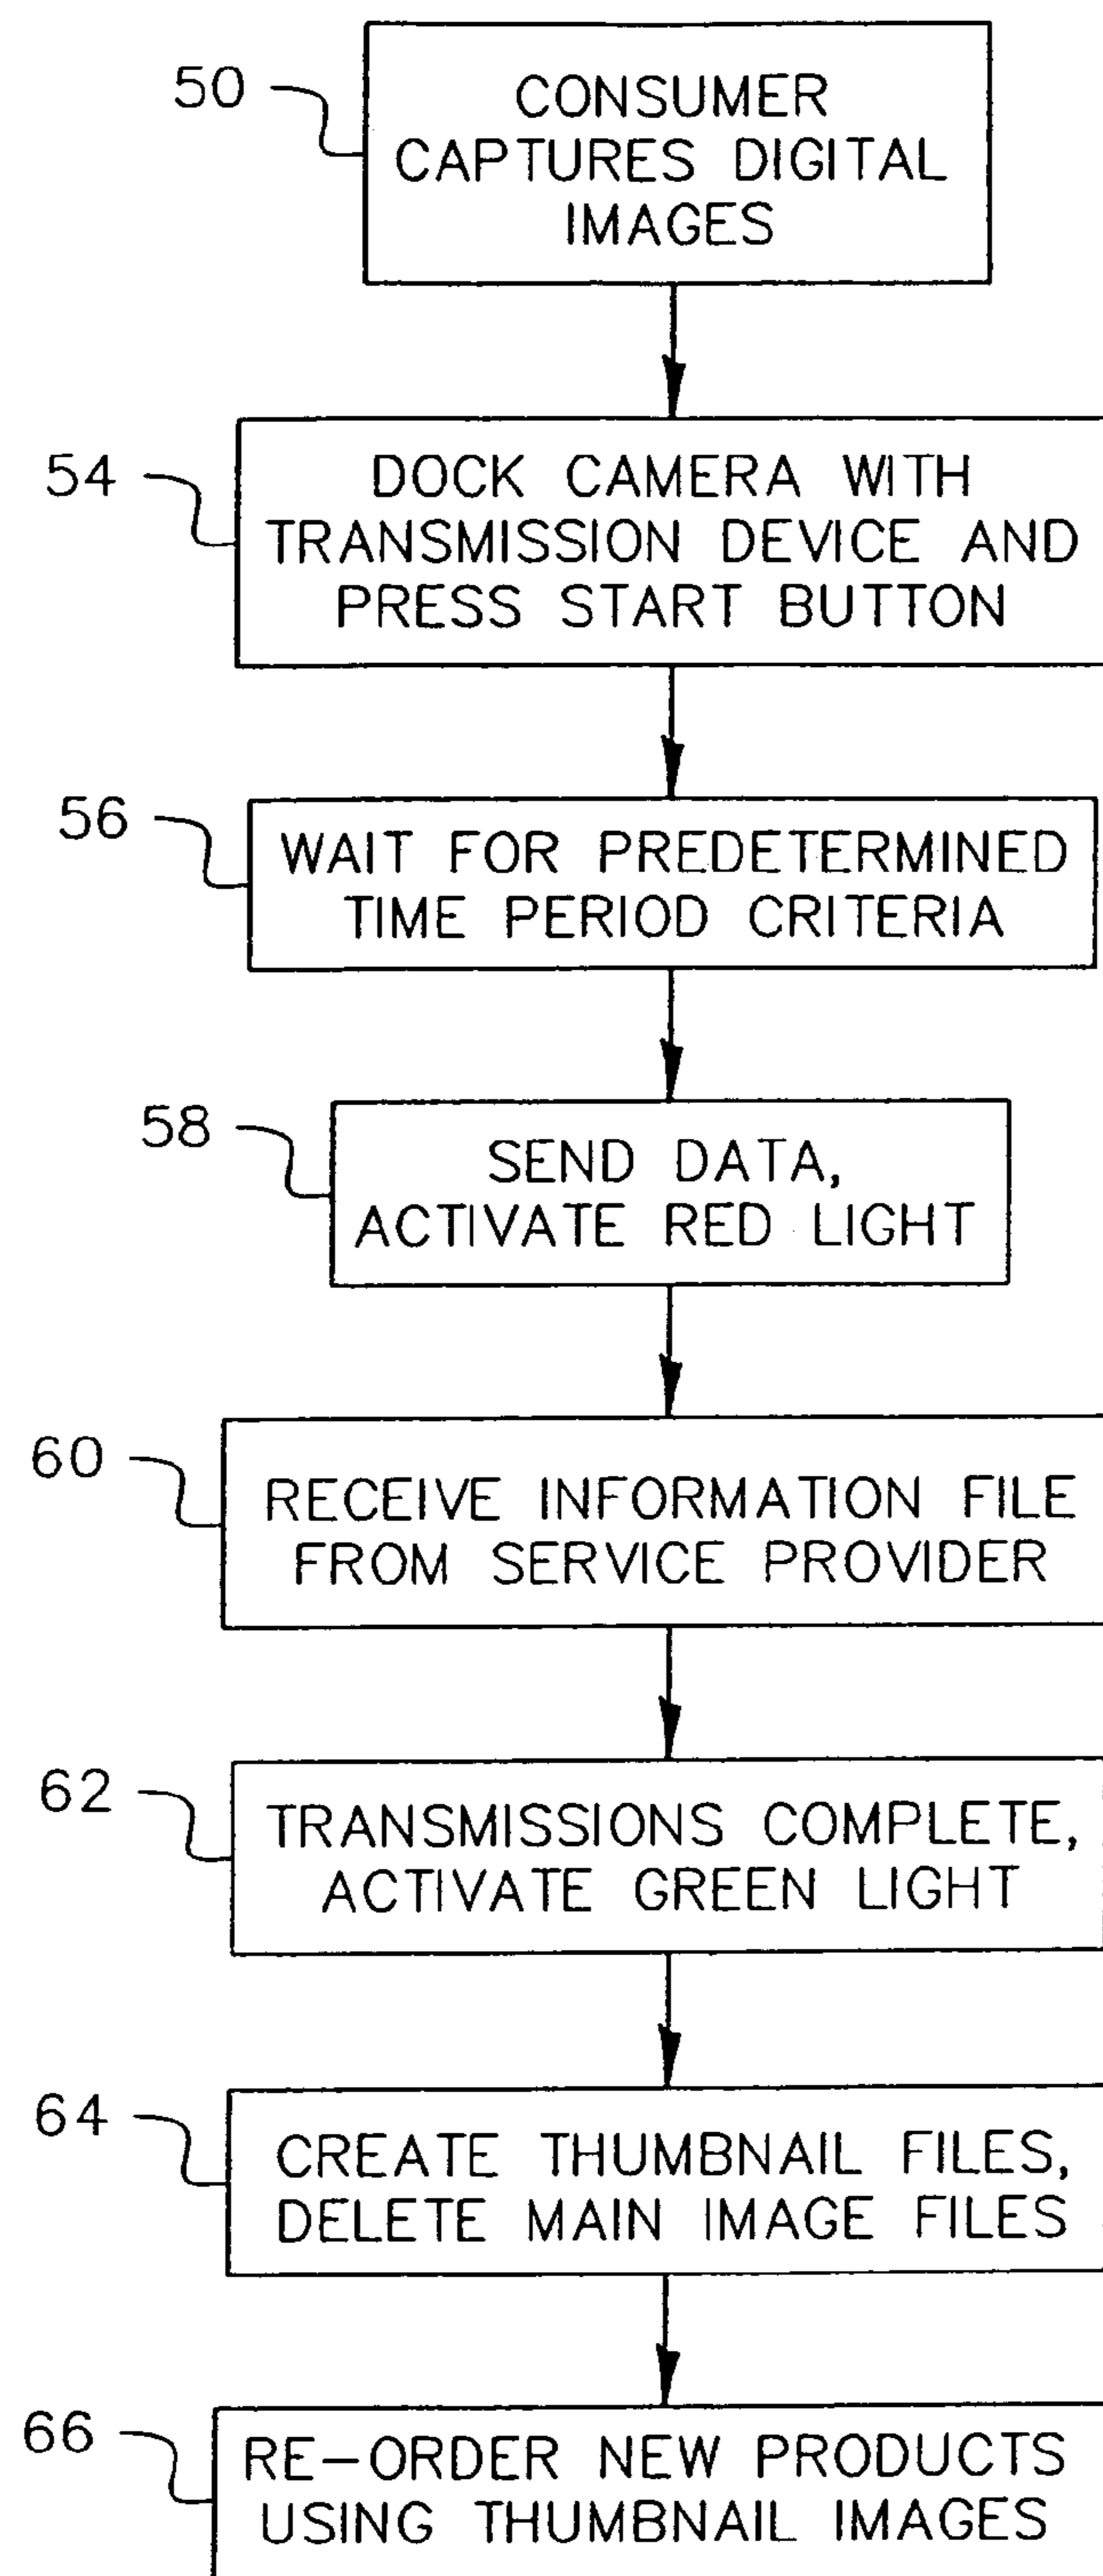 50
CONSUMER
CAPTURES DIGITAL
IMAGES
54
DOCK CAMERA WITH
TRANSMISSION DEVICE AND
PRESS START BUTTON
56
WAIT FOR PREDETERMINED
TIME PERIOD CRITERIA
58
SEND DATA,
ACTIVATE RED LIGHT
60
RECEIVE INFORMATION FILE
FROM SERVICE PROVIDER
62
TRANSMISSIONS COMPLETE,
ACTIVATE GREEN LIGHT
64
CREATE THUMBNAIL FILES,
DELETE MAIN IMAGE FILES
66
RE-ORDER NEW PRODUCTS
USING THUMBNAIL IMAGES